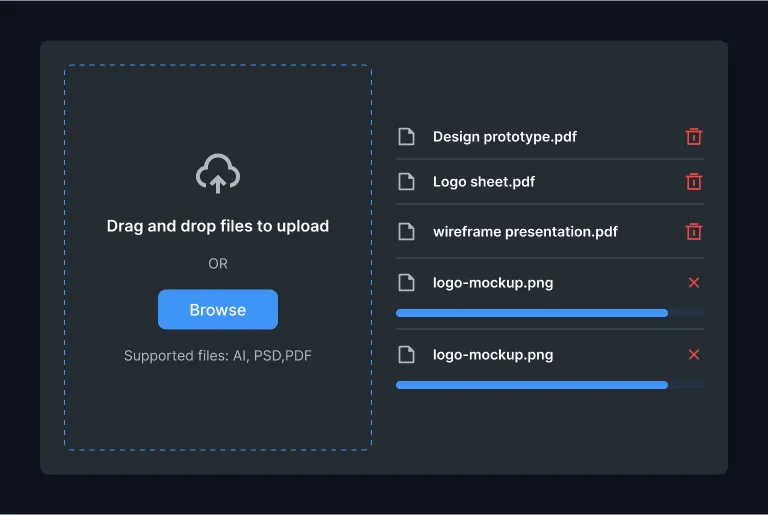 Drag and drop files to upload
OR
Browse
Supported files: AI, PSD,PDF
Design prototype.pdf
Logo sheet.pdf
wireframe presentation.pdf
logo-mockup.png
logo-mockup.png